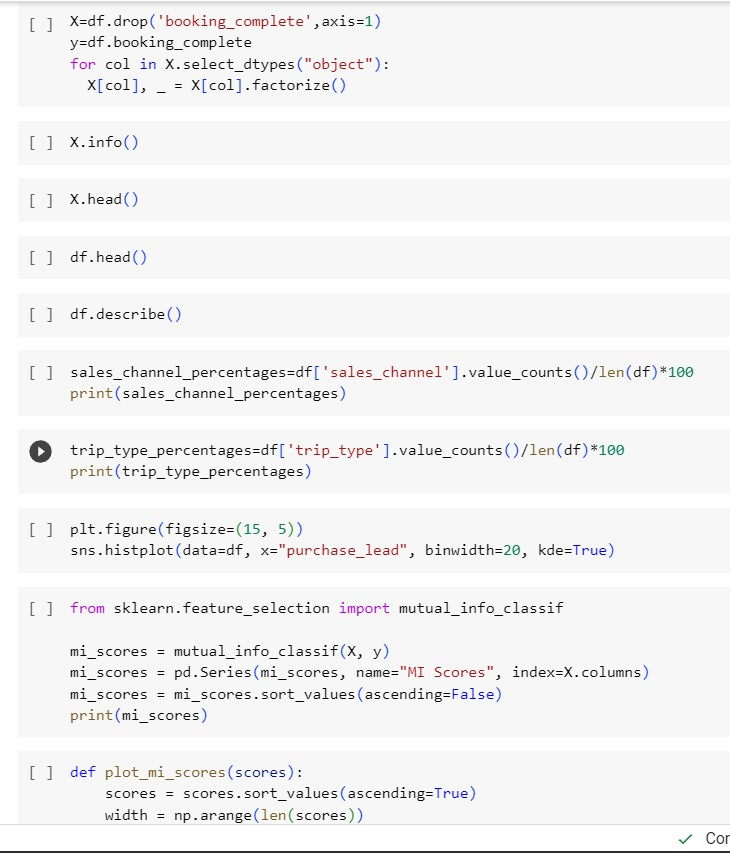 [ ] X=df.drop('booking_complete',axis=1)
y=df.booking_complete
for col in X.select_dtypes("object"):
  X[col], _ = X[col].factorize()
[ ] X.info()
[ ] X.head()
[ ] df.head()
[ ] df.describe()
[ ] sales_channel_percentages=df['sales_channel'].value_counts()/len(df)*100
print(sales_channel_percentages)
trip_type_percentages=df['trip_type'].value_counts()/len(df)*100
print(trip_type_percentages)
[ ] plt.figure(figsize=(15, 5))
sns.histplot(data=df, x="purchase_lead", binwidth=20, kde=True)
[ ] from sklearn.feature_selection import mutual_info_classif
mi_scores = mutual_info_classif(X, y)
mi_scores = pd.Series(mi_scores, name="MI Scores", index=X.columns)
mi_scores = mi_scores.sort_values(ascending=False)
print(mi_scores)
[ ] def plot_mi_scores(scores):
    scores = scores.sort_values(ascending=True)
    width = np.arange(len(scores))
Cor